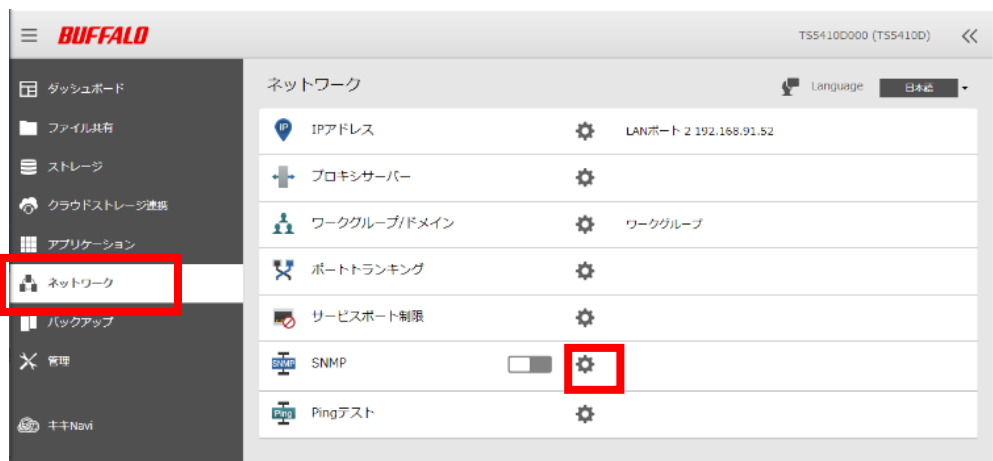 BUFFALO
TS5410D000 (TS5410D)
ダッシュボード
ファイル共有
ストレージ
クラウドストレージ連携
アプリケーション
ネットワーク
バックアップ
管理
キキNavi
ネットワーク
Language 日本語
IP IPアドレス LANポート 2 192.168.91.52
プロキシサーバー
ワークグループ/ドメイン ワークグループ
ポートトランキング
サービスポート制限
SNMP SNMP
Ping Pingテスト